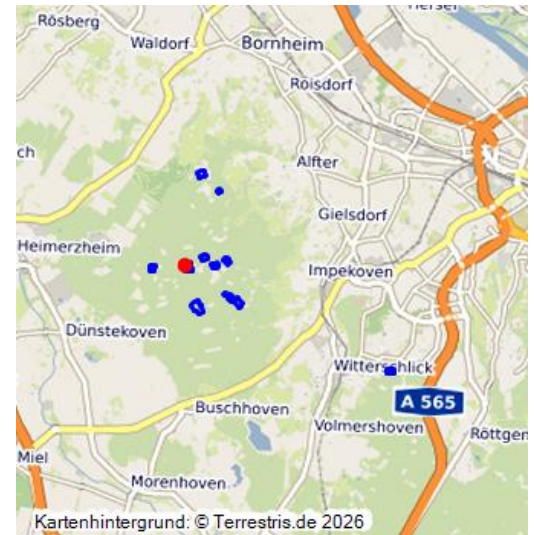 Rösberg
Waldorf
Bornheim
Roisdorf
ch
Alfter
Gielsdorf
Heimerzheim
Impekoven
Dünstekoven
Witterschlick
A 565
Buschhoven
Volmershoven
Röttgen
Miel
Morenhoven
Kartenhintergrund: © Terrestris.de 2026